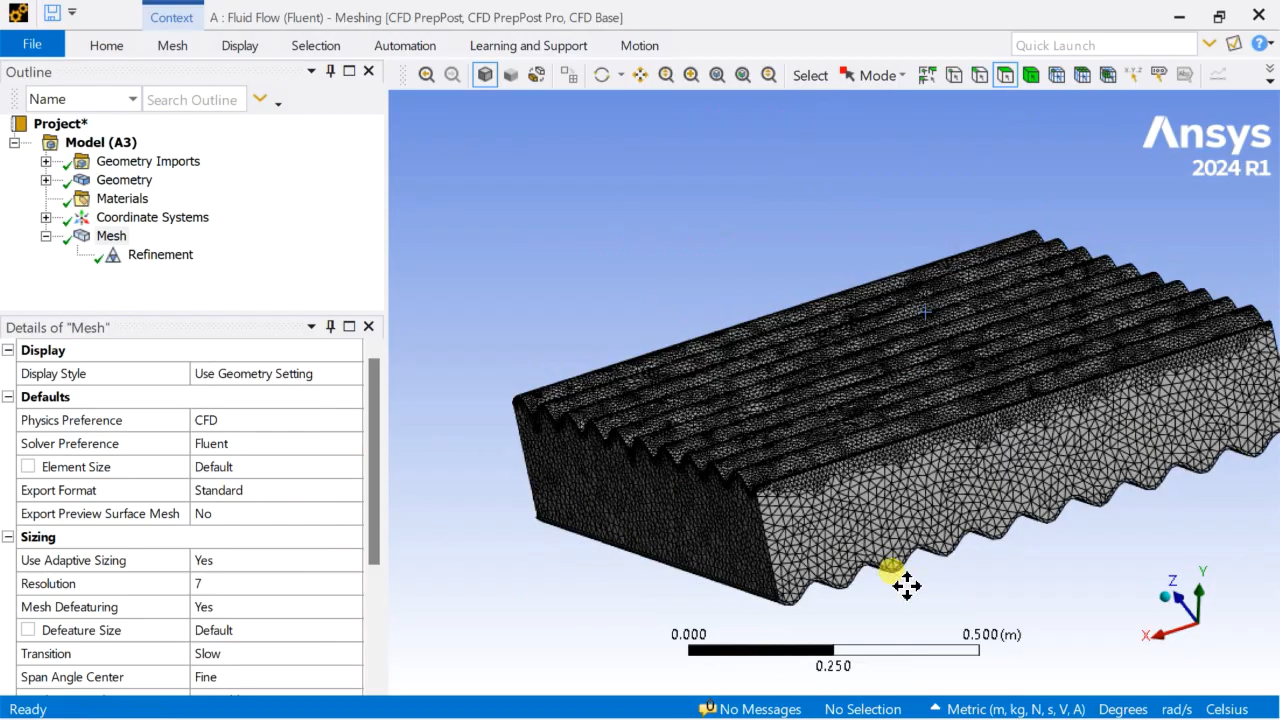 Context
A : Fluid Flow (Fluent) - Meshing [CFD PrepPost, CFD PrepPost Pro, CFD Base]
File
Home
Mesh
Display
Selection
Automation
Learning and Support
Motion
Quick Launch
Outline
Select
Mode
Name
Search Outline
Project*
Model (A3)
Geometry Imports
Geometry
Materials
Coordinate Systems
Mesh
Refinement
Ansys
2024 R1
Details of "Mesh"
Display
Display Style Use Geometry Setting
Defaults
Physics Preference CFD
Solver Preference Fluent
Element Size Default
Export Format Standard
Export Preview Surface Mesh No
Sizing
Use Adaptive Sizing Yes
Resolution 7
Mesh Defeaturing Yes
Defeature Size Default
Transition Slow
Span Angle Center Fine
0.000
0.500(m)
0.250
Y
Z
X
Ready
No Messages
No Selection
Metric (m, kg, N, s, V, A)
Degrees
rad/s
Celsius